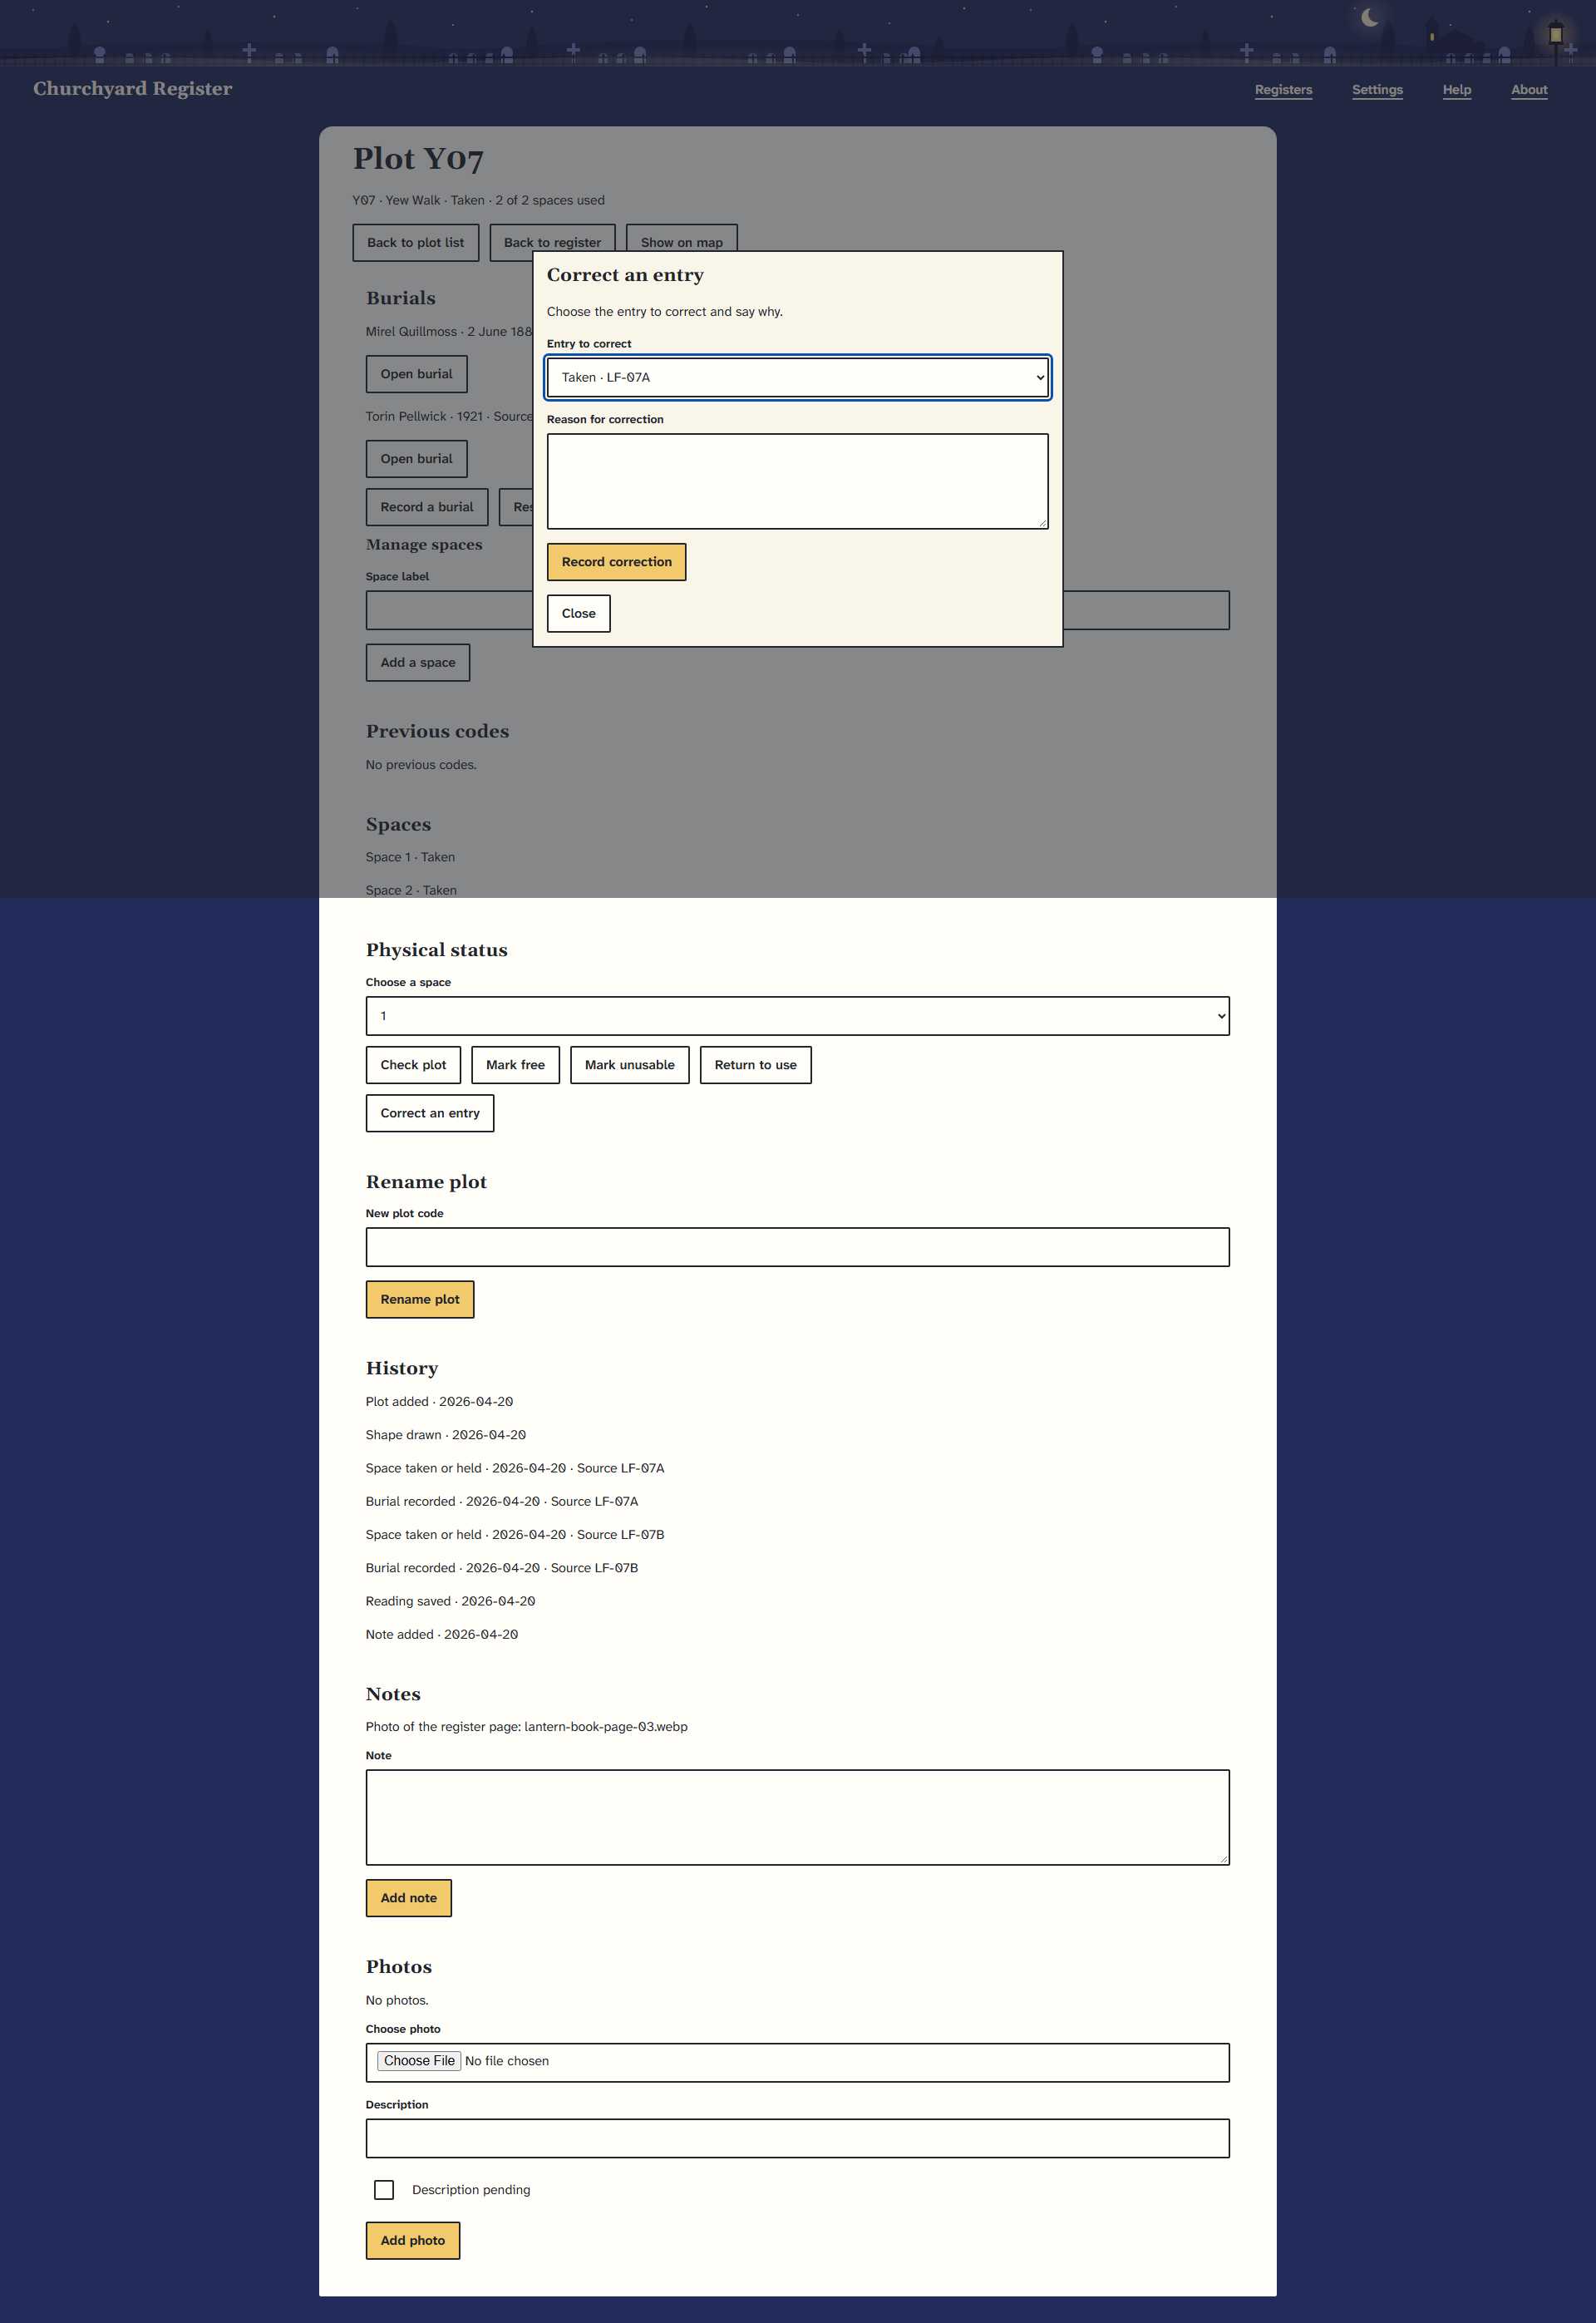 Churchyard Register
Registers Settings Help About
Plot Y07
Y07 · Yew Walk · Taken · 2 of 2 spaces used
Back to plot list Back to register Show on map
Correct an entry
Choose the entry to correct and say why.
Entry to correct
Taken · LF-07A
Reason for correction
Record correction
Close
Burials
Mirel Quillmoss · 2 June 188
Open burial
Torin Pellwick · 1921 · Source
Open burial
Record a burial Res
Manage spaces
Space label
Add a space
Previous codes
No previous codes.
Spaces
Space 1 · Taken
Space 2 · Taken
Physical status
Choose a space
1
Check plot Mark free Mark unusable Return to use
Correct an entry
Rename plot
New plot code
Rename plot
History
Plot added · 2026-04-20
Shape drawn · 2026-04-20
Space taken or held · 2026-04-20 · Source LF-07A
Burial recorded · 2026-04-20 · Source LF-07A
Space taken or held · 2026-04-20 · Source LF-07B
Burial recorded · 2026-04-20 · Source LF-07B
Reading saved · 2026-04-20
Note added · 2026-04-20
Notes
Photo of the register page: lantern-book-page-03.webp
Note
Add note
Photos
No photos.
Choose photo
Choose File No file chosen
Description
Description pending
Add photo